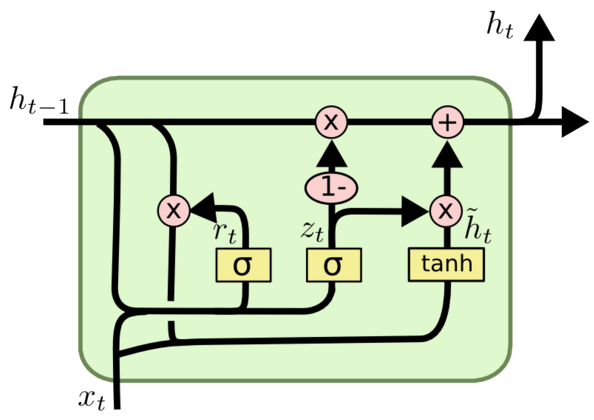 h_t
h_{t-1}
x +
1-
x r_t z_t x h̃_t
σ σ tanh
x_t